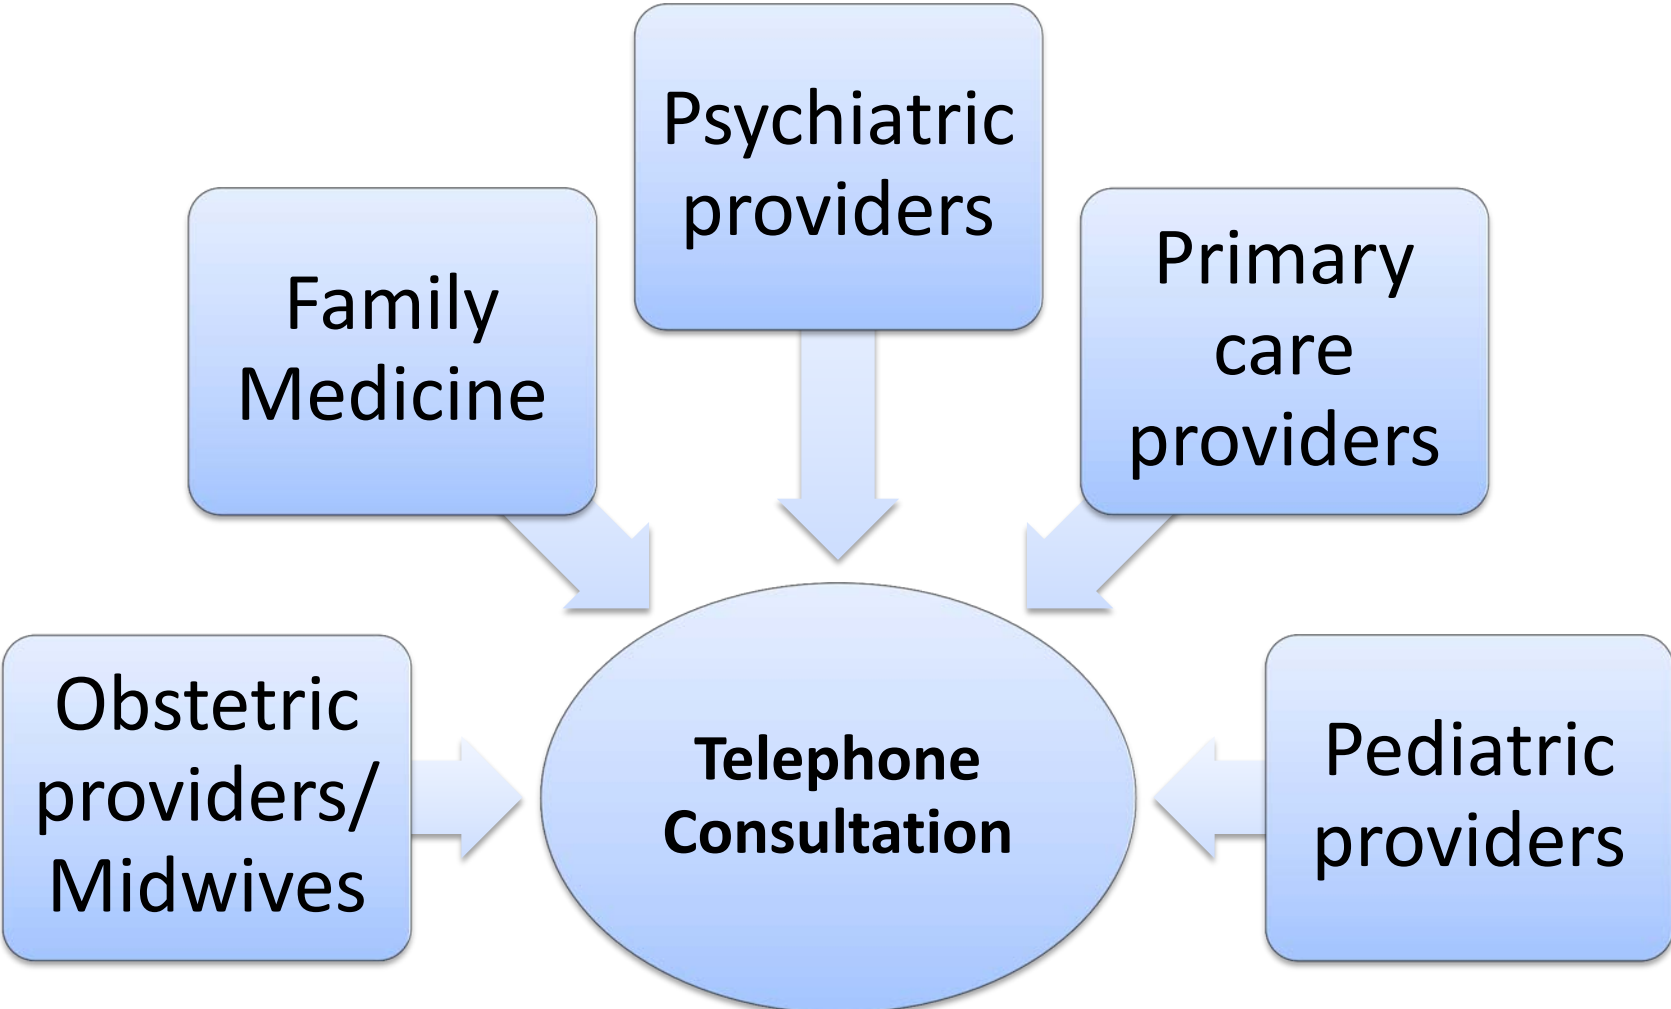 Psychiatric
providers
Family
Medicine
Primary
care
providers
Obstetric
providers/
Midwives
Telephone
Consultation
Pediatric
providers